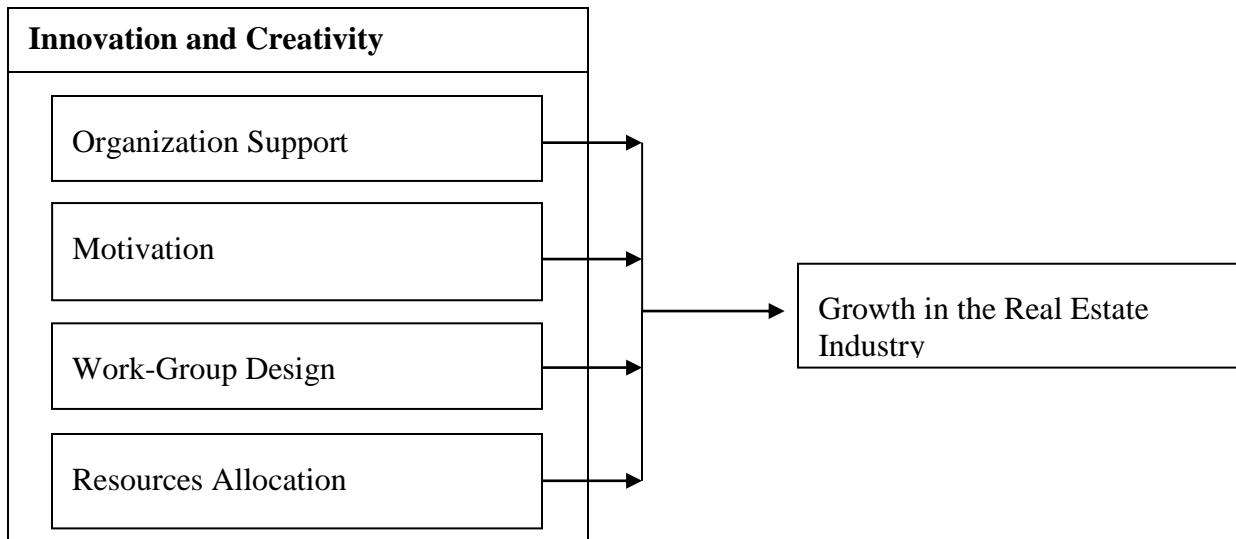 Innovation and Creativity
Organization Support
Motivation
Work-Group Design
Resources Allocation
Growth in the Real Estate
Industry